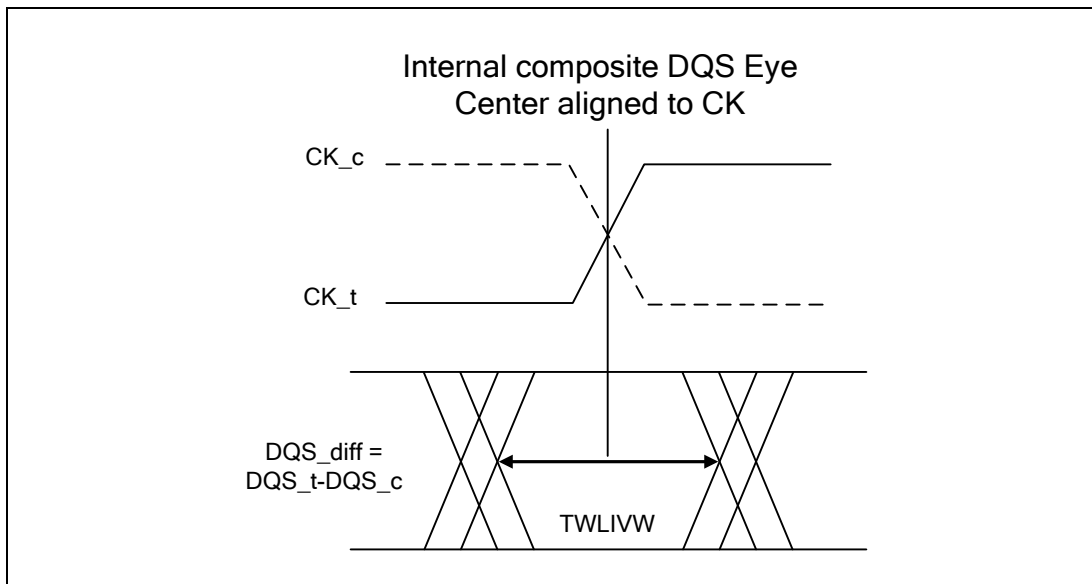 Internal composite DQS Eye
Center aligned to CK
CK_c
CK_t
DQS_diff =
DQS_t-DQS_c
TWLIVW